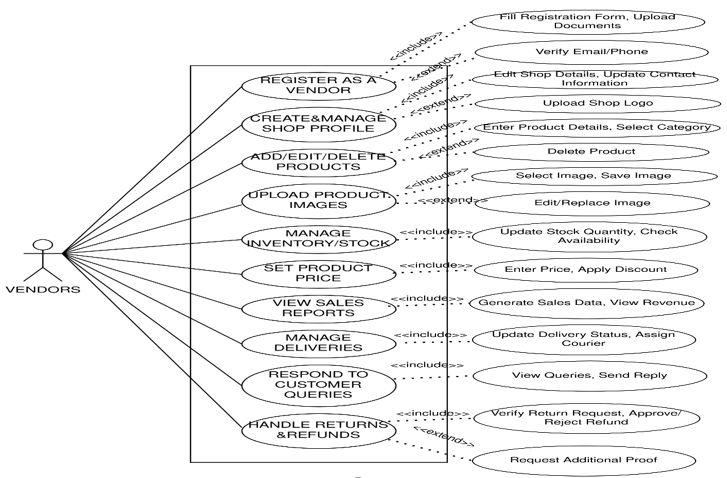 Fill Registration Form, Upload
Documents
<<include>>
Verify Email/Phone
<<extend>>
REGISTER AS A
VENDOR
Edit Shop Details, Update Contact
Information
<<include>>
CREATE&MANAGE
SHOP PROFILE
<<extend>>
Upload Shop Logo
<<include>>
Enter Product Details, Select Category
ADD/EDIT/DELETE
PRODUCTS
<<extend>>
Delete Product
<<include>>
Select Image, Save Image
UPLOAD PRODUCT
IMAGES
<<extend>>
Edit/Replace Image
MANAGE
INVENTORY/STOCK
<<include>>
Update Stock Quantity, Check
Availability
VENDORS
SET PRODUCT
PRICE
<<include>>
Enter Price, Apply Discount
VIEW SALES
REPORTS
<<include>>
Generate Sales Data, View Revenue
MANAGE
DELIVERIES
<<include>>
Update Delivery Status, Assign
Courier
RESPOND TO
CUSTOMER
QUERIES
<<include>>
View Queries, Send Reply
HANDLE RETURNS
&REFUNDS
<<include>>
Verify Return Request, Approve/
Reject Refund
<<extend>>
Request Additional Proof